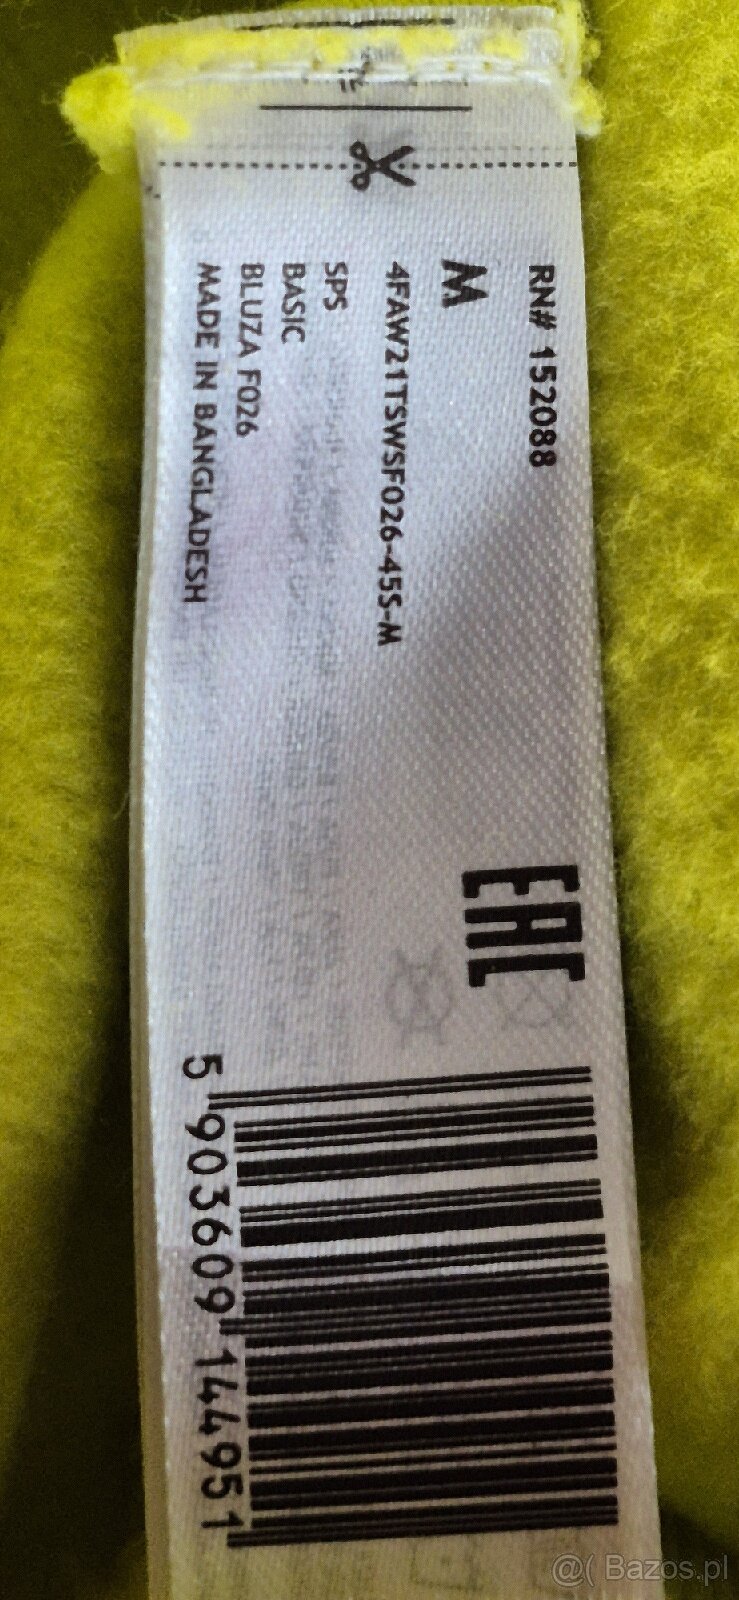 RN# 152088
M
4FAW21TSWSF026-45S-M
SPS
BASIC
BLUZA F026
MADE IN BANGLADESH
EAC
5 903609 144951
@( Bazos.pl